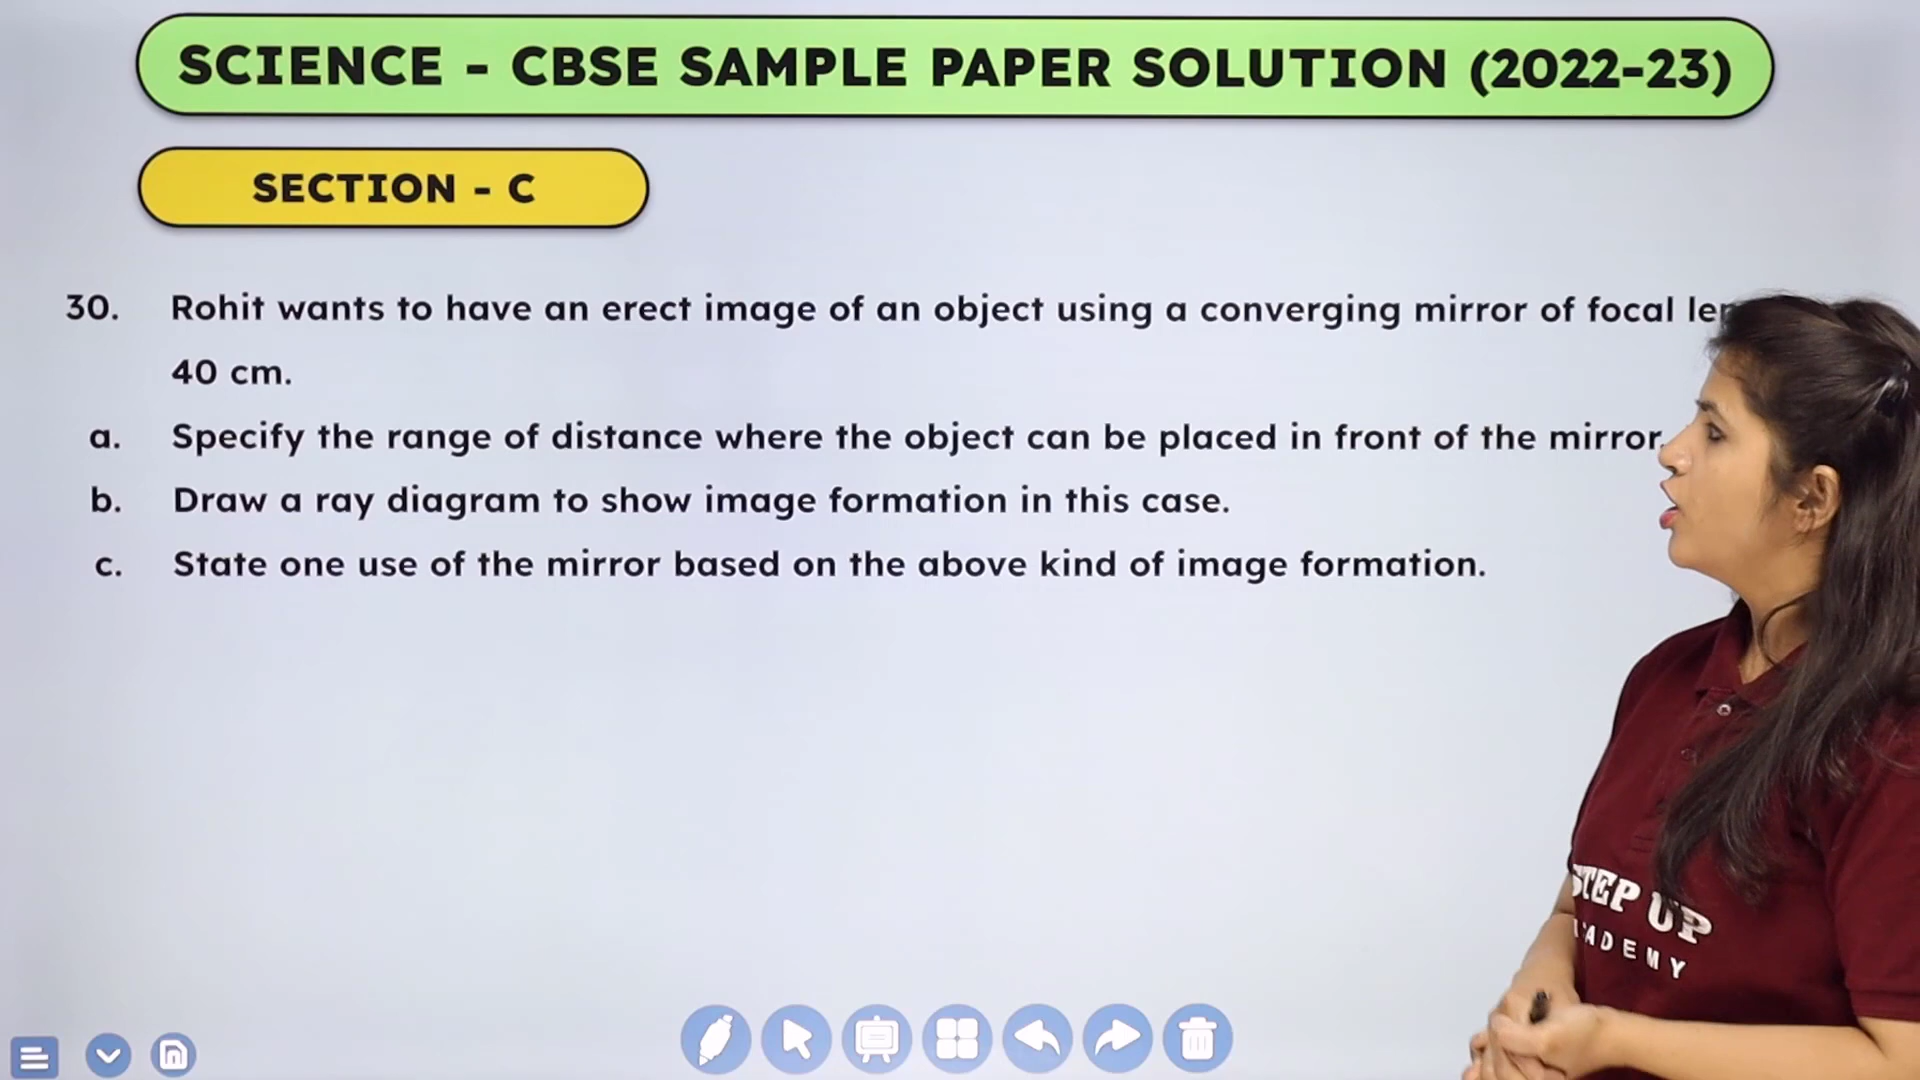 SCIENCE - CBSE SAMPLE PAPER SOLUTION (2022-23)
SECTION - C
30. Rohit wants to have an erect image of an object using a converging mirror of focal
40 cm.
a. Specify the range of distance where the object can be placed in front of the mirror.
b. Draw a ray diagram to show image formation in this case.
c. State one use of the mirror based on the above kind of image formation.
STEP UP